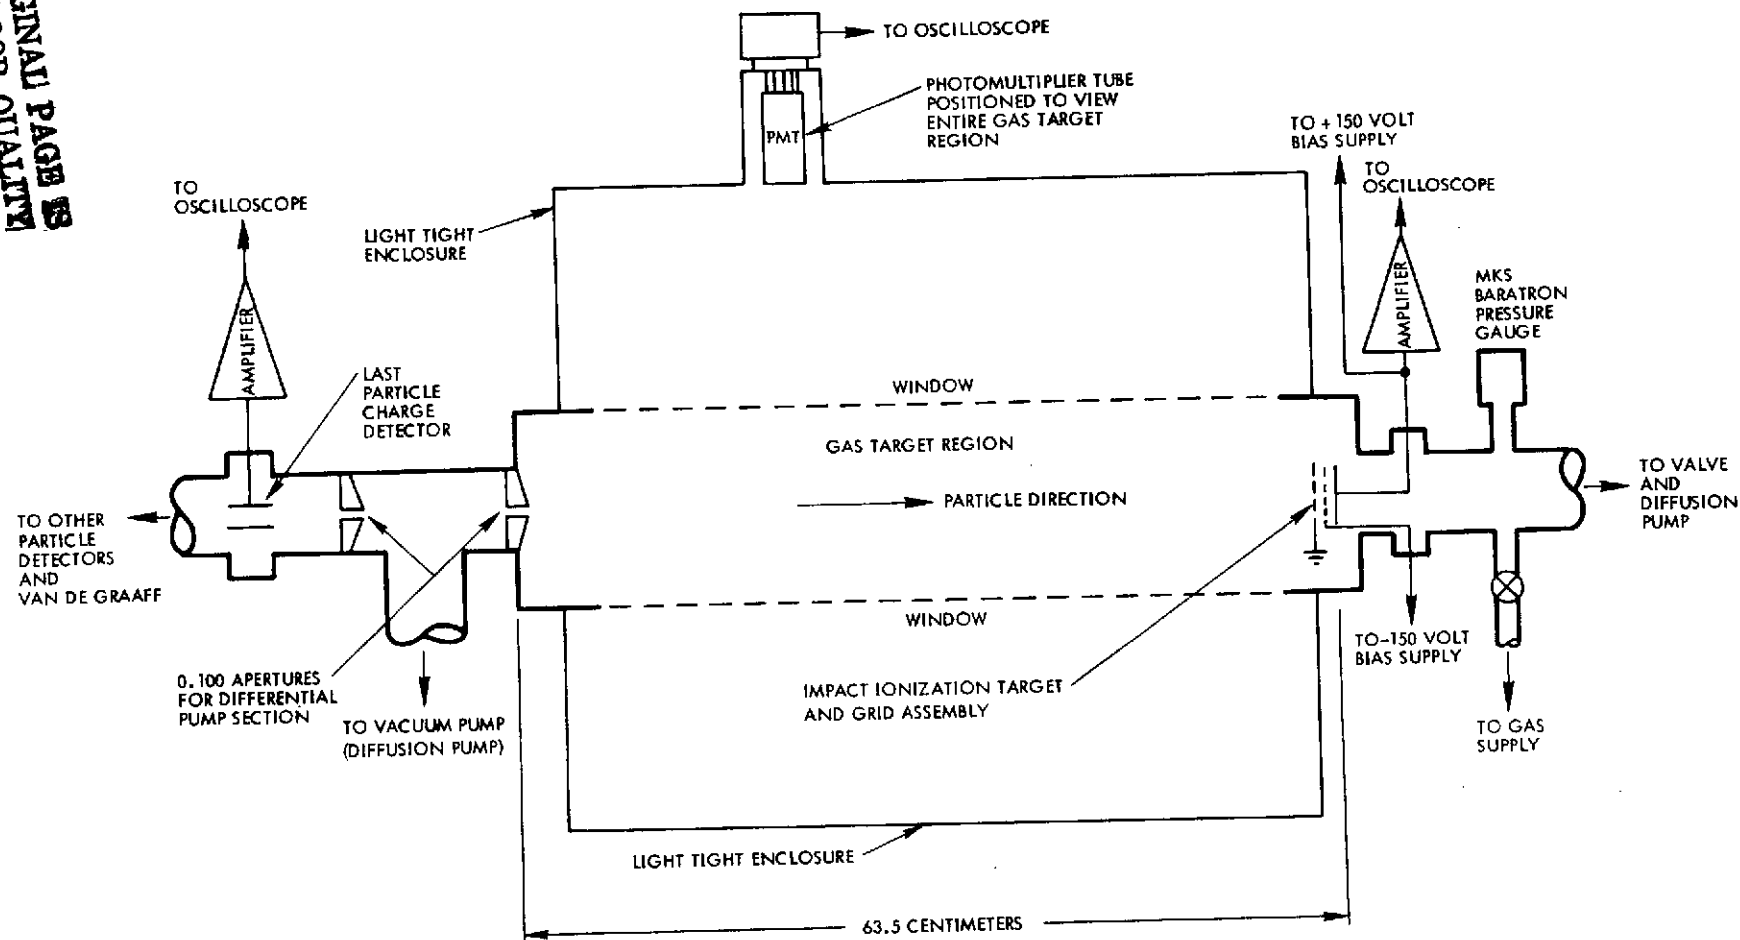 GINAL PAGE IS
QUALITY
TO OSCILLOSCOPE
PHOTOMULTIPLIER TUBE
POSITIONED TO VIEW
ENTIRE GAS TARGET
REGION
PMT
TO + 150 VOLT
BIAS SUPPLY
TO
OSCILLOSCOPE
TO
OSCILLOSCOPE
LIGHT TIGHT
ENCLOSURE
AMPLIFIER
AMPLIFIER
MKS
BARATRON
PRESSURE
GAUGE
LAST
PARTICLE
CHARGE
DETECTOR
WINDOW
GAS TARGET REGION
PARTICLE DIRECTION
TO VALVE
AND
DIFFUSION
PUMP
TO OTHER
PARTICLE
DETECTORS
AND
VAN DE GRAAFF
WINDOW
TO-150 VOLT
BIAS SUPPLY
0.100 APERTURES
FOR DIFFERENTIAL
PUMP SECTION
TO VACUUM PUMP
(DIFFUSION PUMP)
IMPACT IONIZATION TARGET
AND GRID ASSEMBLY
TO GAS
SUPPLY
LIGHT TIGHT ENCLOSURE
63.5 CENTIMETERS